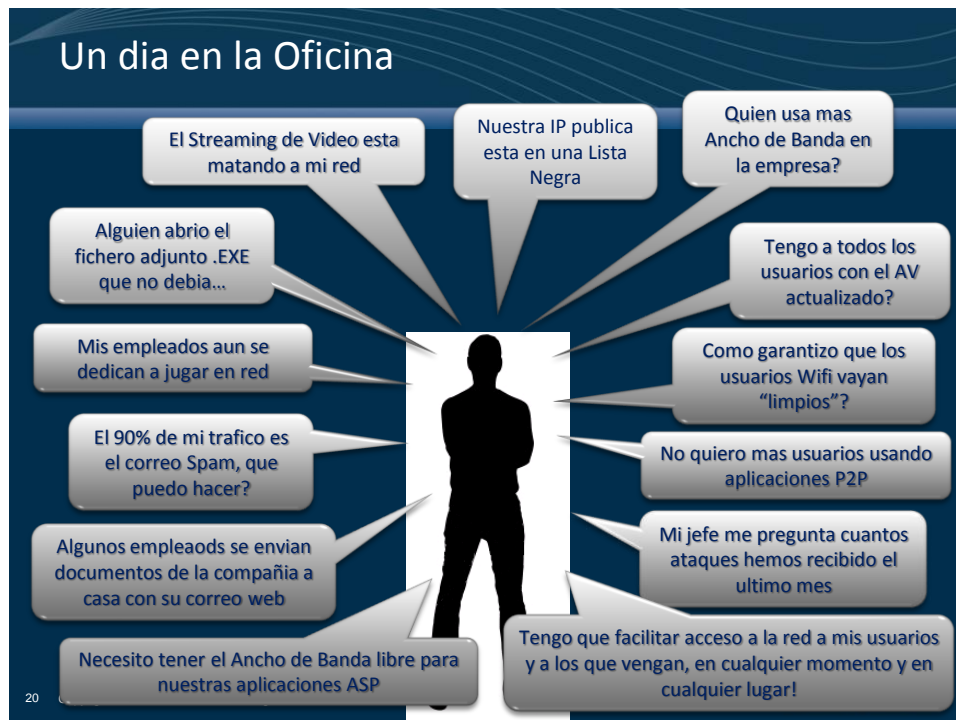 Un dia en la Oficina
El Streaming de Video esta
matando a mi red
Nuestra IP publica
esta en una Lista
Negra
Quien usa mas
Ancho de Banda en
la empresa?
Alguien abrio el
fichero adjunto .EXE
que no debia…
Tengo a todos los
usuarios con el AV
actualizado?
Mis empleados aun se
dedican a jugar en red
Como garantizo que los
usuarios Wifi vayan
“limpios”?
El 90% de mi trafico es
el correo Spam, que
puedo hacer?
No quiero mas usuarios usando
aplicaciones P2P
Algunos empleaods se envian
documentos de la compañia a
casa con su correo web
Mi jefe me pregunta cuantos
ataques hemos recibido el
ultimo mes
Necesito tener el Ancho de Banda libre para
nuestras aplicaciones ASP
Tengo que facilitar acceso a la red a mis usuarios
y a los que vengan, en cualquier momento y en
cualquier lugar!
20